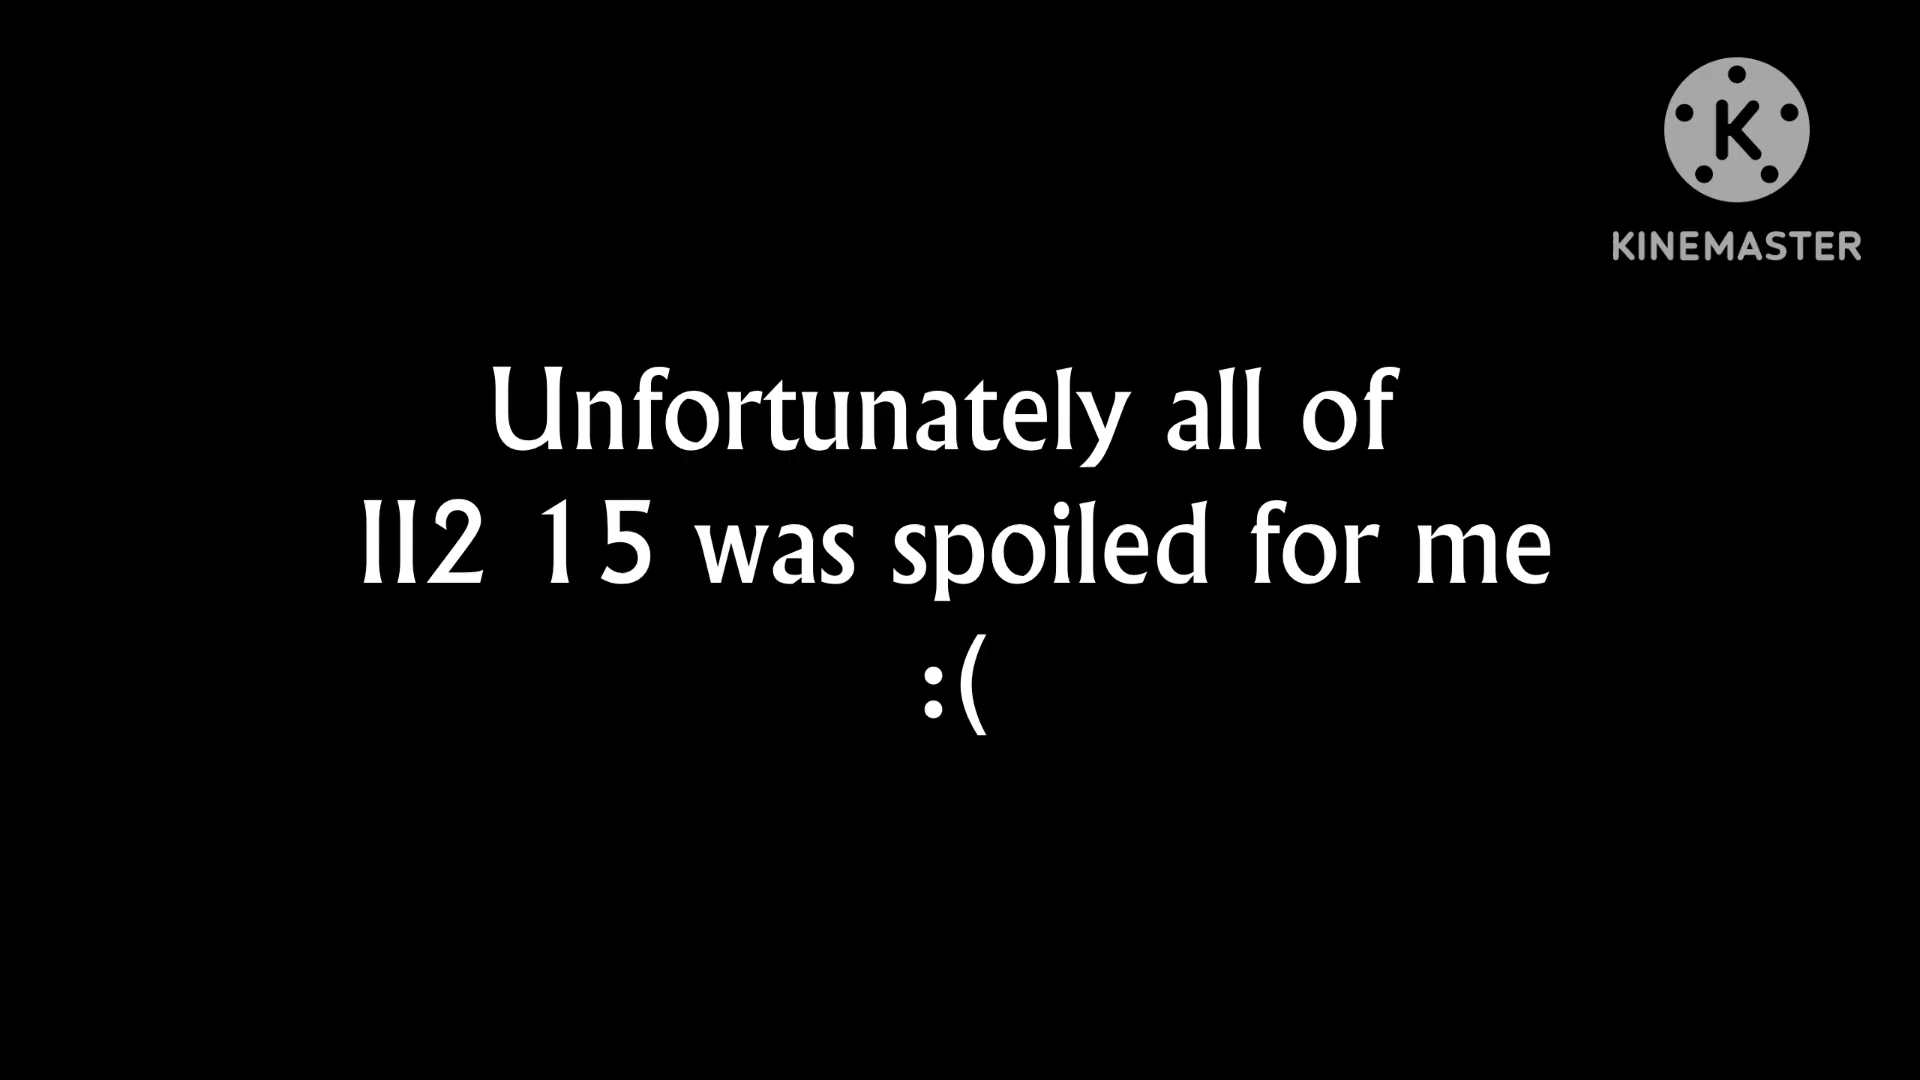 K
KINEMASTER
Unfortunately all of
II2 15 was spoiled for me
:(